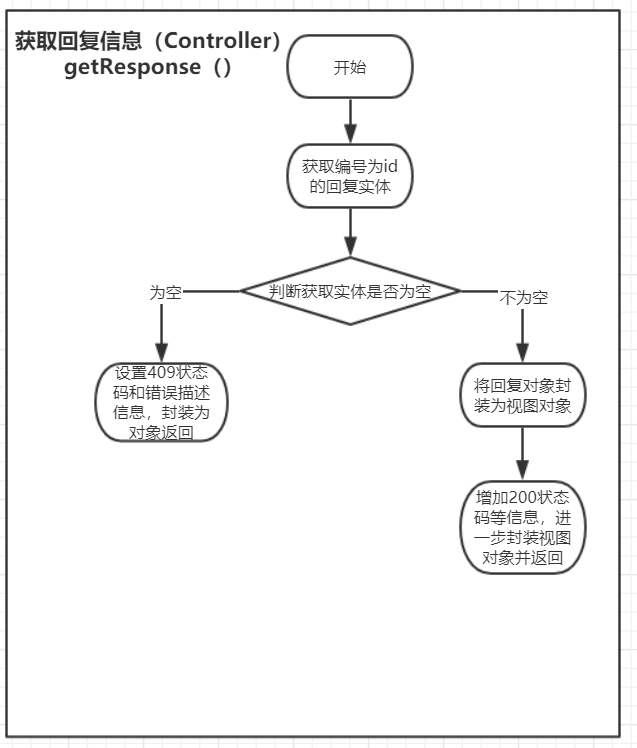 获取回复信息（Controller）
getResponse（）
开始
获取编号为id
的回复实体
判断获取实体是否为空
为空
不为空
设置409状态
码和错误描述
信息，封装为
对象返回
将回复对象封
装为视图对象
增加200状态
码等信息，进
一步封装视图
对象并返回